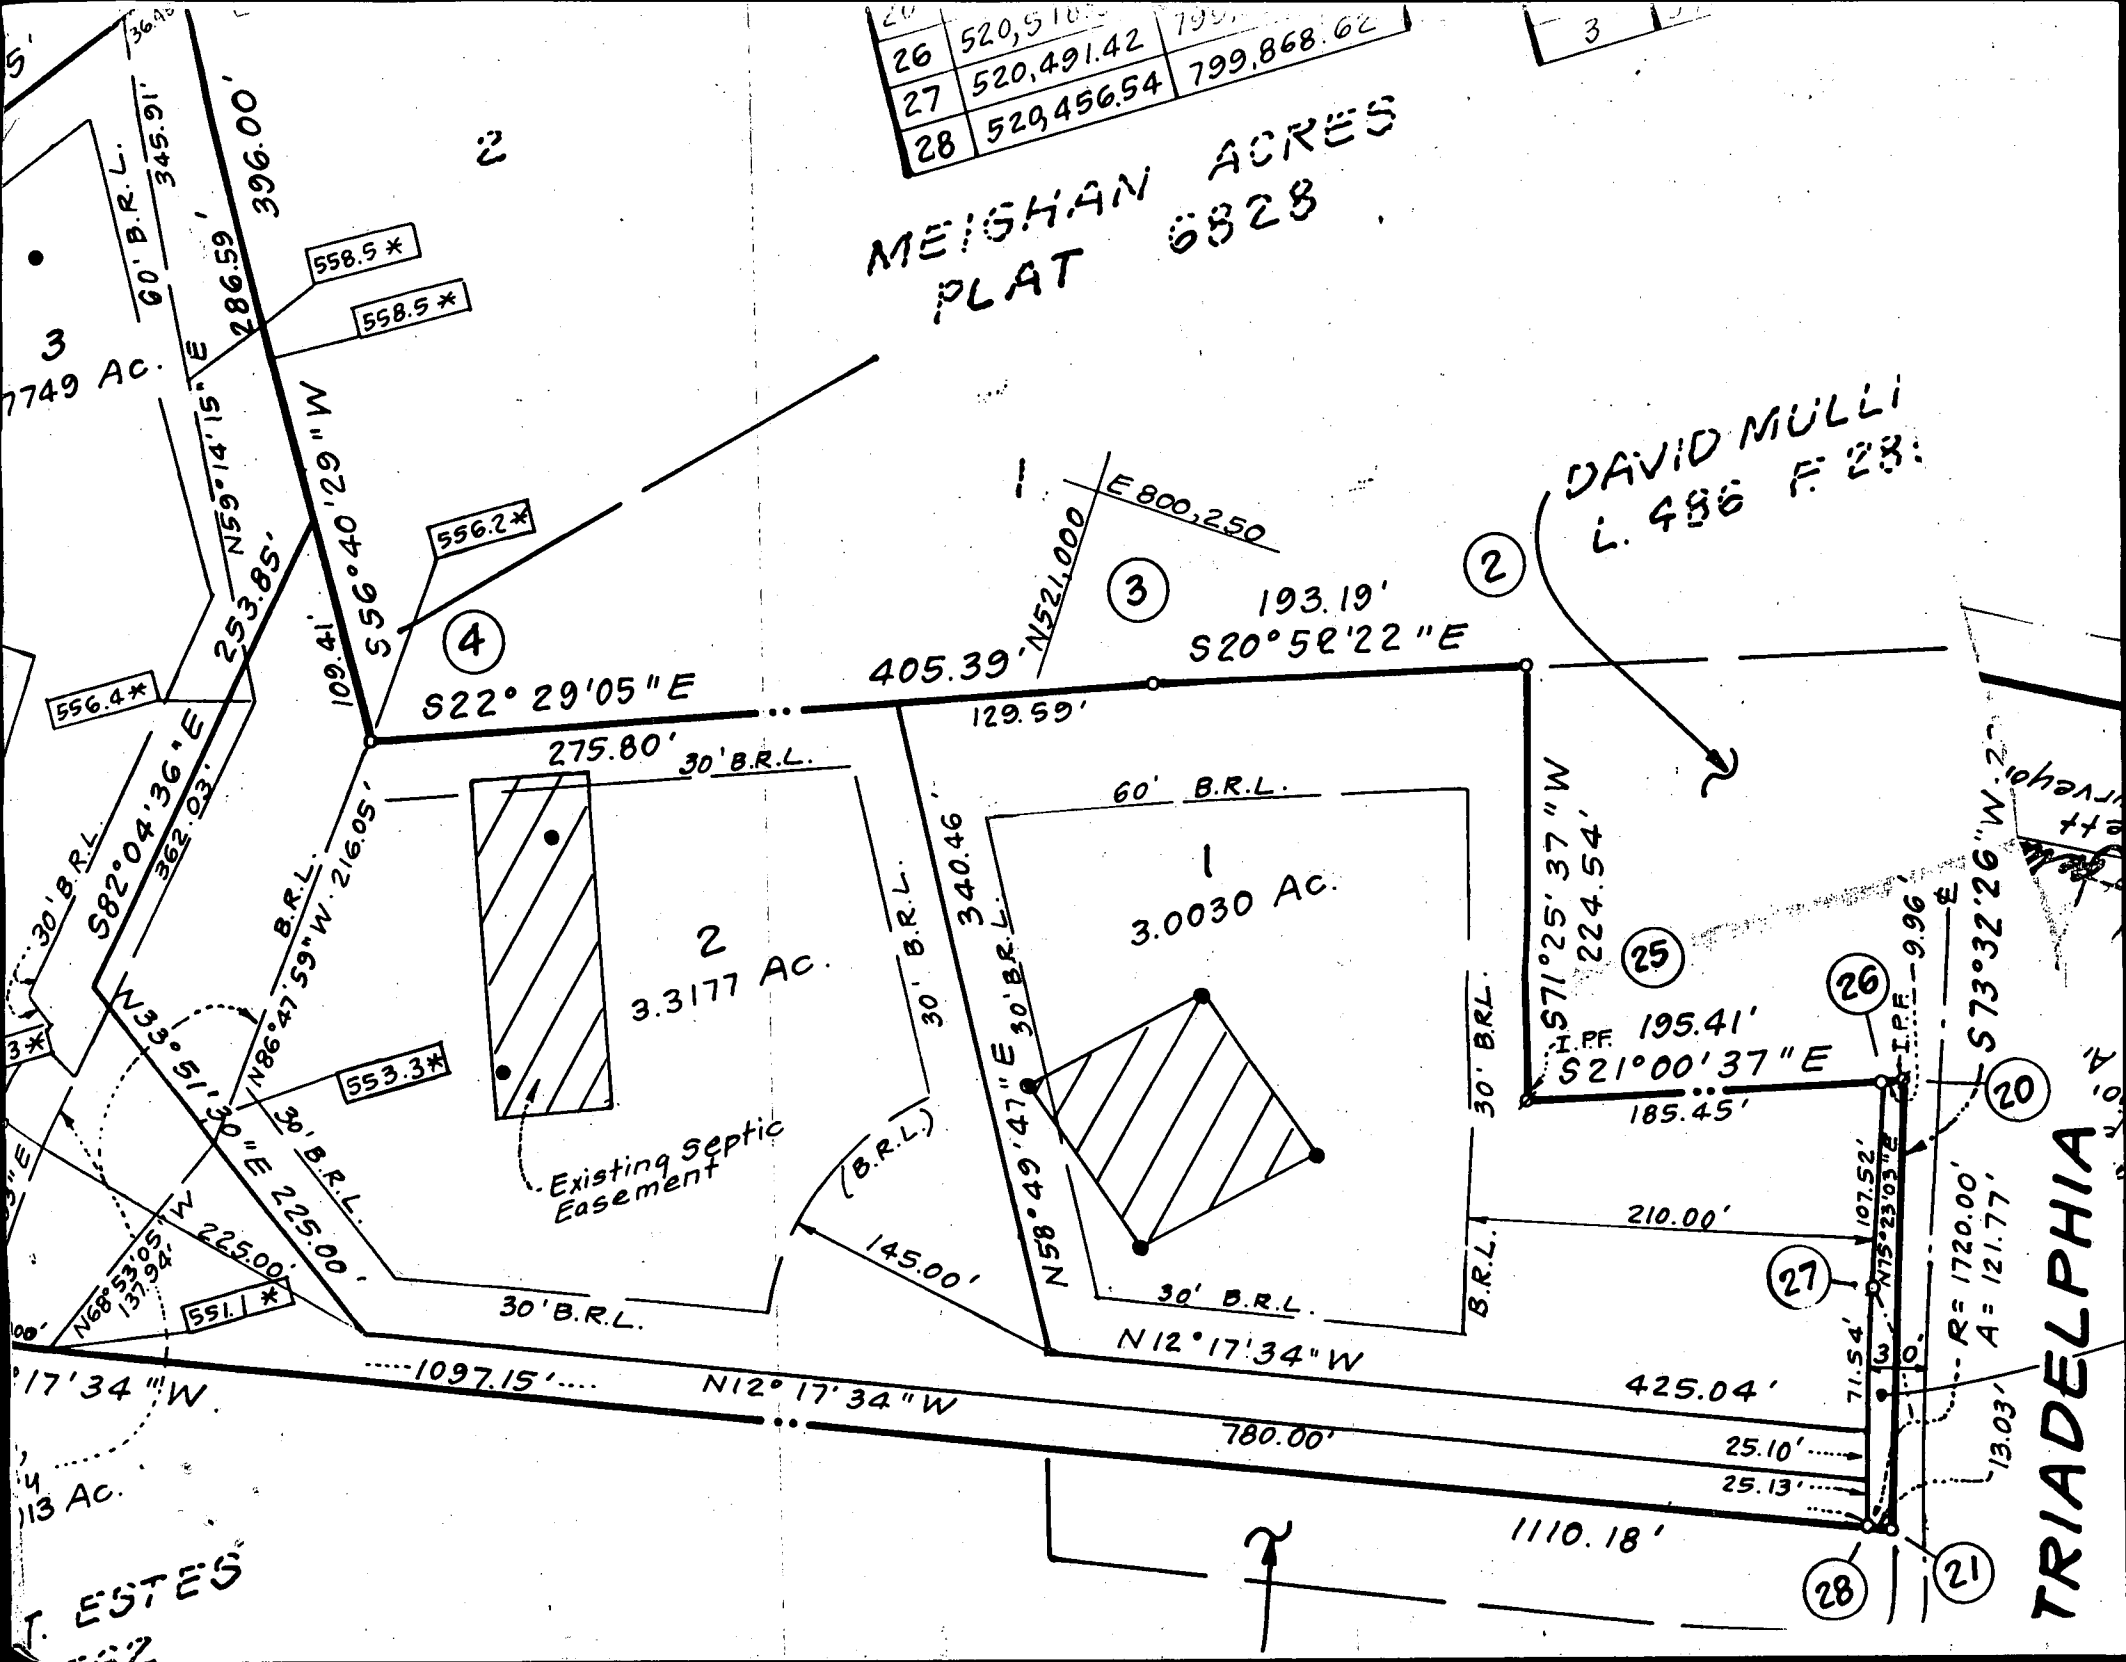 36.40
5'
26 520,516.
27 520,491.42
28 520,456.54 799,868.62
3
MEIGHAN ACRES
PLAT 6828
2
396.00'
345.91'
60' B.R.L.
286.59'
558.5 *
558.5 *
3
7749 AC.
N59°14'15"E
S56°40'29"W
109.41'
253.85'
556.2 *
556.4 *
1
E 800,250
N521,000
DAVID MULLI
L. 486 F. 28
4
3
2
193.19'
S20°52'22"E
405.39'
S22°29'05"E
129.59'
275.80'
30' B.R.L.
60' B.R.L.
S82°04'36"E
362.03'
30' B.R.L.
B.R.L.
N86°47'59"W 216.05'
2
3.3177 AC.
30' B.R.L.
340.46'
30' B.R.L.
N58°49'47"E
1
3.0030 AC.
30' B.R.L.
S71°25'37"W
224.54'
25
26
I.P.F.
195.41'
S21°00'37"E
185.45'
I.P.F.
9.96'
S73°32'26"W
20
3 *
N33°51'30"E 225.00'
553.3 *
30' B.R.L.
Existing Septic
Easement
(B.R.L.)
145.00'
210.00'
B.R.L.
107.52'
N75°23'03"E
27
71.54'
30'
R=1720.00'
A=121.77'
13.03'
TRIADELPHIA
225.00'
N68°53'05"W
137.94'
551.1 *
30' B.R.L.
30' B.R.L.
N12°17'34"W
425.04'
1097.15'
N12°17'34"W
780.00'
25.10'
25.13'
1110.18'
17'34"W.
113 AC.
28
21
T. ESTES